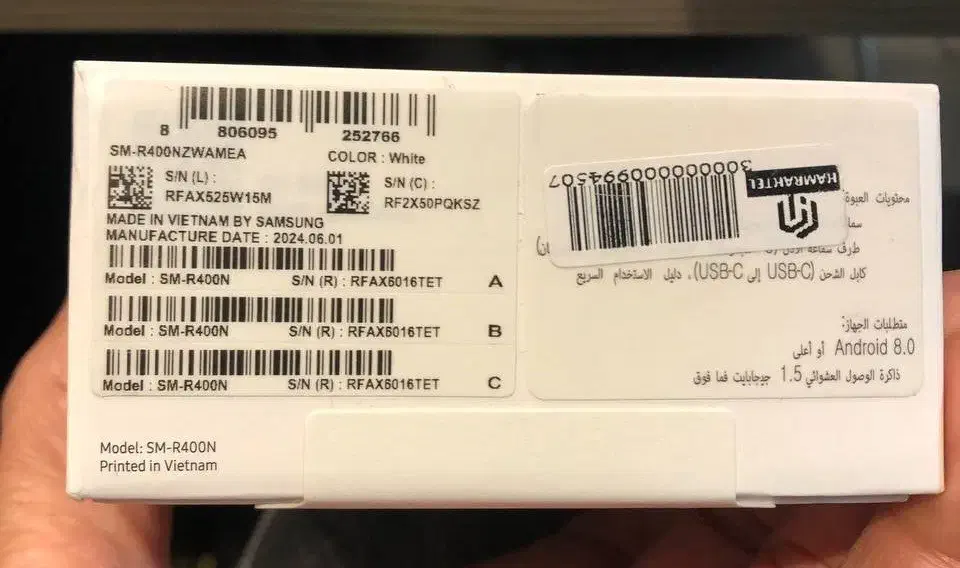 8 806095 252766
SM-R400NZWAMEA
COLOR : White
S/N (L) :
RFAX525W15M
S/N (C) :
RF2X50PQKSZ
MADE IN VIETNAM BY SAMSUNG
MANUFACTURE DATE : 2024.06.01
Model : SM-R400N S/N (R) : RFAX6016TET A
Model : SM-R400N S/N (R) : RFAX6016TET B
Model : SM-R400N S/N (R) : RFAX6016TET C
Model: SM-R400N
Printed in Vietnam
HAMRAHTEL
محتويات العبوة:
كابل الشحن (USB-C إلى USB-C)، دليل الاستخدام السريع
متطلبات الجهاز:
Android 8.0 أو أعلى
ذاكرة الوصول العشوائي 1.5 جيجابايت فما فوق